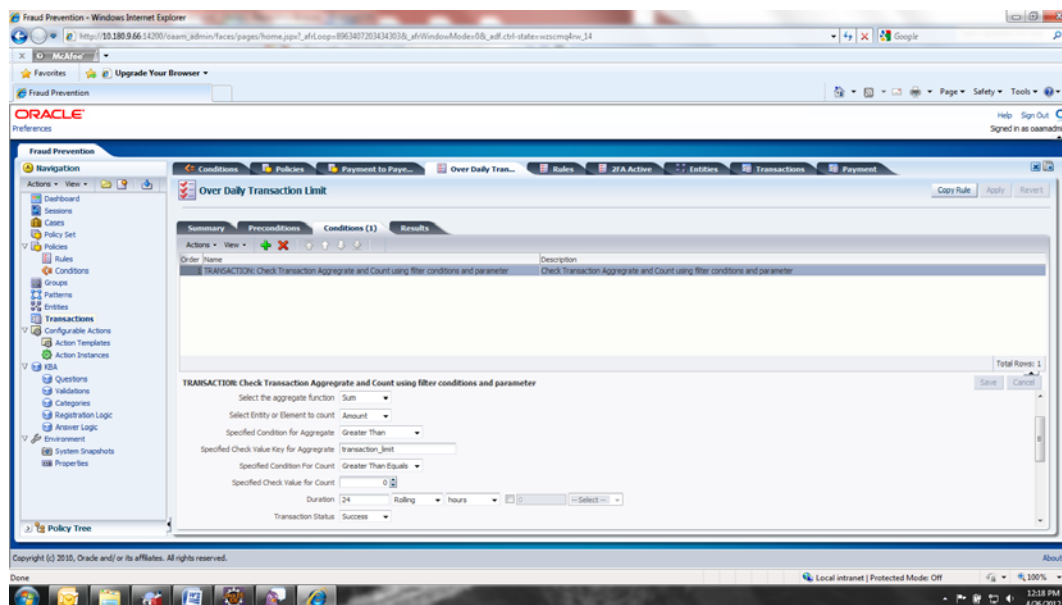 Fraud Prevention - Windows Internet Explorer
http://10.180.9.66:14200/oaam_admin/faces/pages/home.jspx?_afrLoop=8963407203434303&_afrWindowMode=0&_adf.ctrl-state=wzscmq4nv_14
Google
X McAfee
Favorites Upgrade Your Browser
Fraud Prevention
Page Safety Tools
ORACLE
Help Sign Out
Preferences
Signed in as oaamadmin
Fraud Prevention
Navigation
Conditions Policies Payment to Paye... Over Daily Tran... Rules 2FA Active Entities Transactions Payment
Actions View
Over Daily Transaction Limit
Copy Rule Apply Revert
Dashboard
Sessions
Cases
Policy Set
Policies
Rules
Conditions
Groups
Patterns
Entities
Transactions
Configurable Actions
Action Templates
Action Instances
KBA
Questions
Validations
Categories
Registration Logic
Answer Logic
Environment
System Snapshots
Properties
Policy Tree
Summary Preconditions Conditions (1) Results
Actions View
Order Name Description
1 TRANSACTION: Check Transaction Aggregrate and Count using filter conditions and parameter Check Transaction Aggregrate and Count using filter conditions and parameter
Total Rows: 1
TRANSACTION: Check Transaction Aggregrate and Count using filter conditions and parameter
Save Cancel
Select the aggregate function Sum
Select Entity or Element to count Amount
Specified Condition for Aggregate Greater Than
Specified Check Value Key for Aggregrate transaction_limit
Specified Condition For Count Greater Than Equals
Specified Check Value for Count 0
Duration 24 Rolling hours 0 -- Select --
Transaction Status Success
Copyright (c) 2010, Oracle and/ or its affiliates. All rights reserved.
About
Done
Local intranet | Protected Mode: Off
100%
12:18 PM
4/26/2012